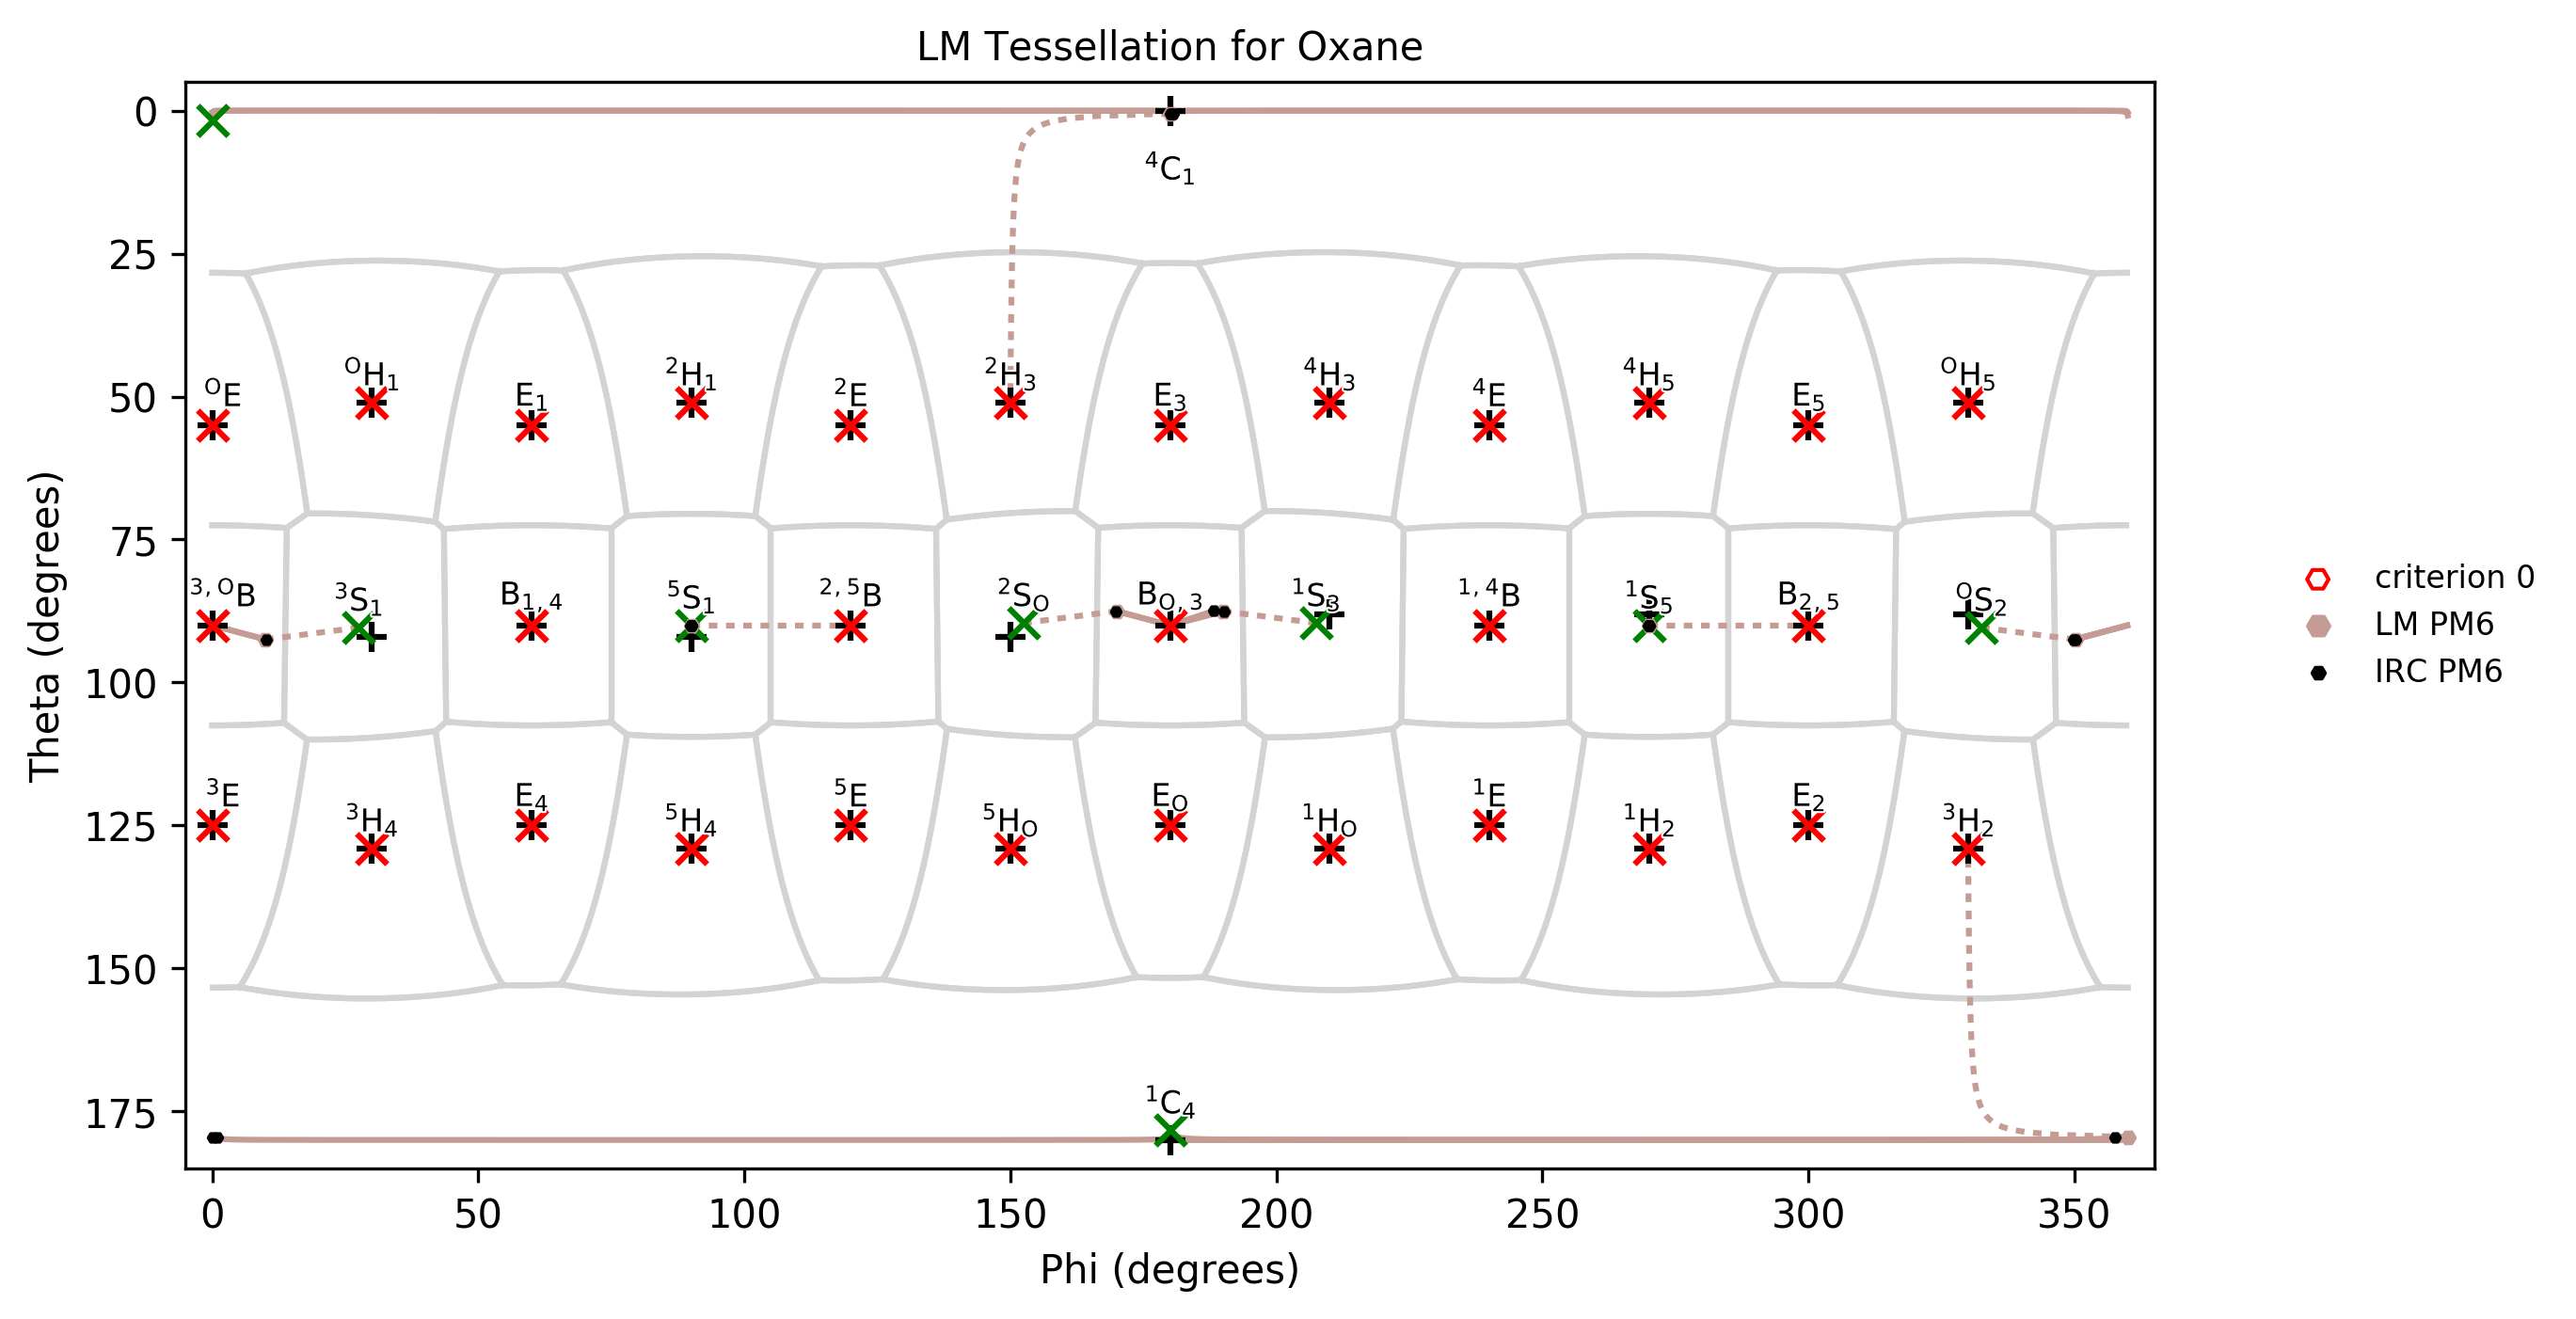 LM Tessellation for Oxane
0
⁴C₁
25
ᴼE ᴼH₁ E₁ ²H₁ ²E ²H₃ E₃ ⁴H₃ ⁴E ⁴H₅ E₅ ᴼH₅
50
75
³,ᴼB ³S₁ B₁,₄ ⁵S₁ ²,⁵B ²Sₒ Bₒ,₃ ¹S₃ ¹,⁴B ¹S₅ B₂,₅ ᴼS₂
100
³E ³H₄ E₄ ⁵H₄ ⁵E ⁵Hₒ Eₒ ¹Hₒ ¹E ¹H₂ E₂ ³H₂
125
150
¹C₄
175
Theta (degrees)
0 50 100 150 200 250 300 350
Phi (degrees)
criterion 0
LM PM6
IRC PM6